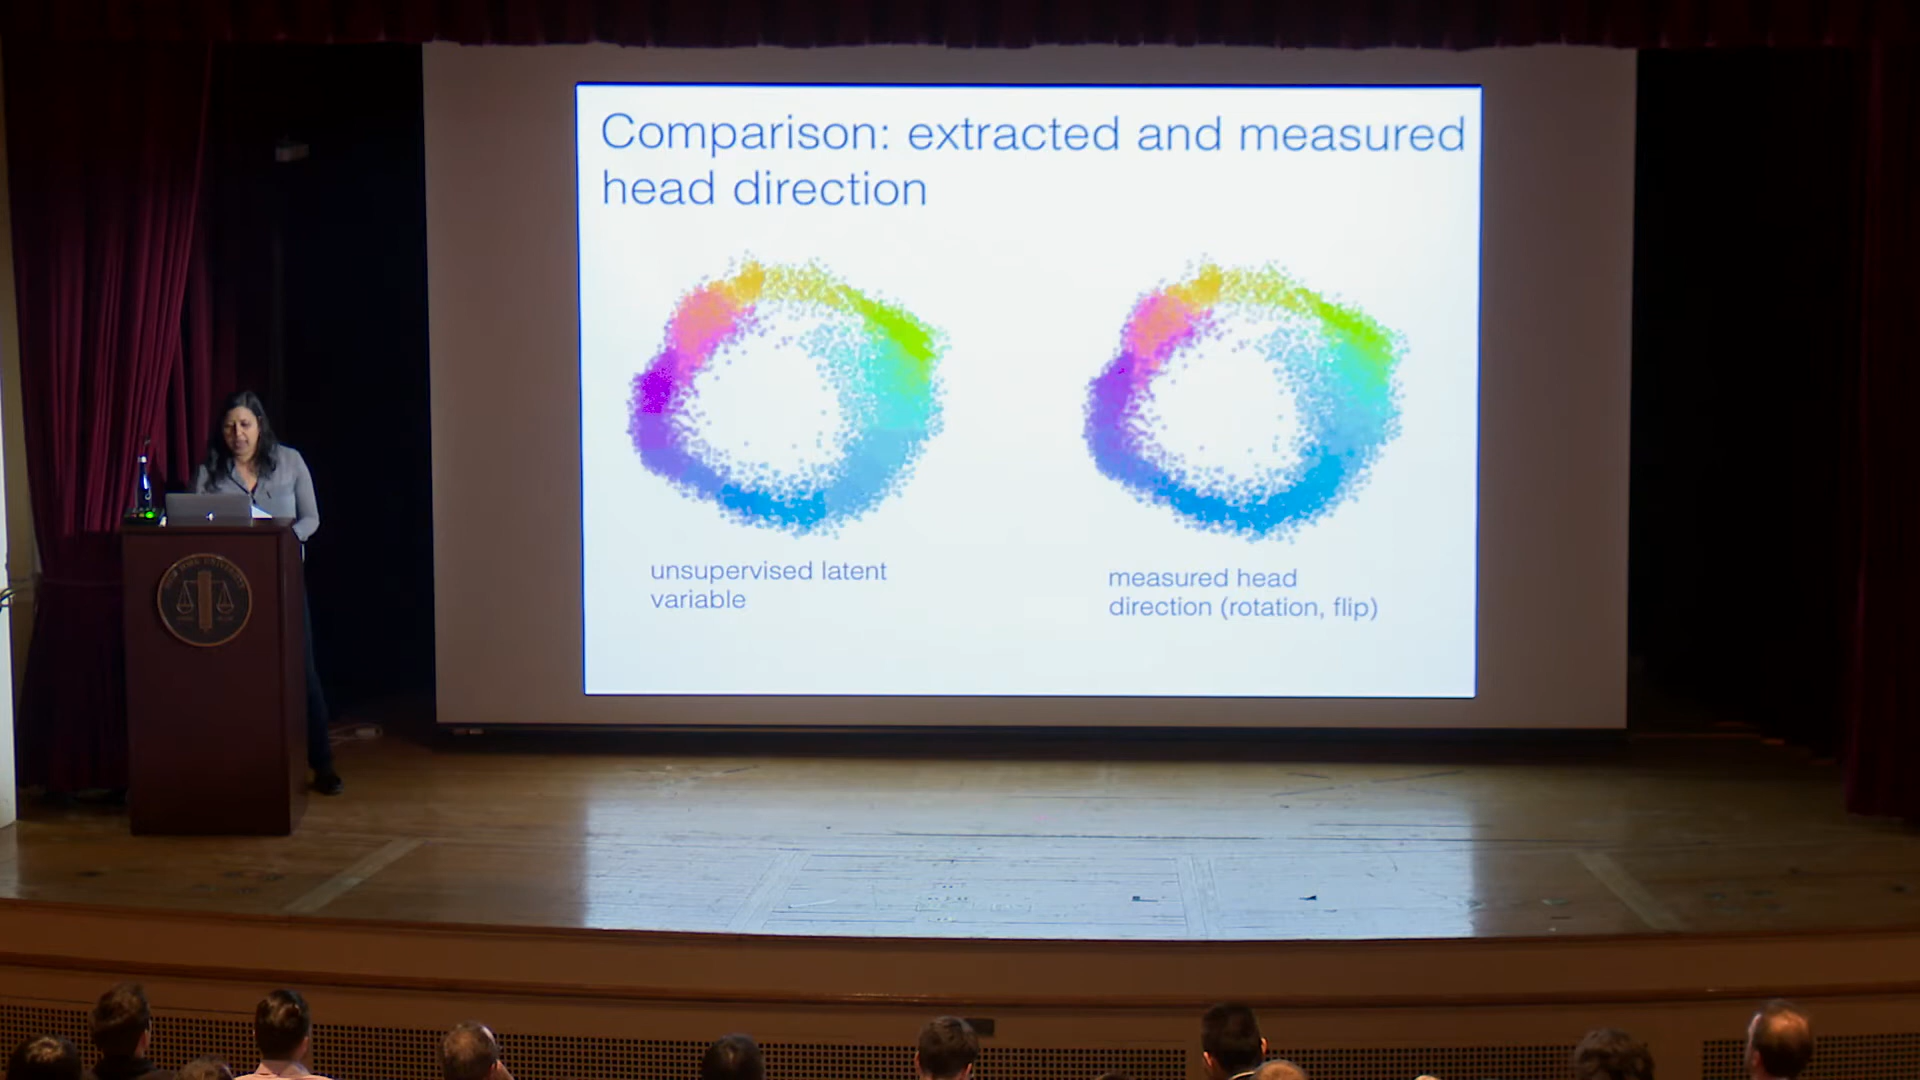 Comparison: extracted and measured
head direction
unsupervised latent
variable
measured head
direction (rotation, flip)